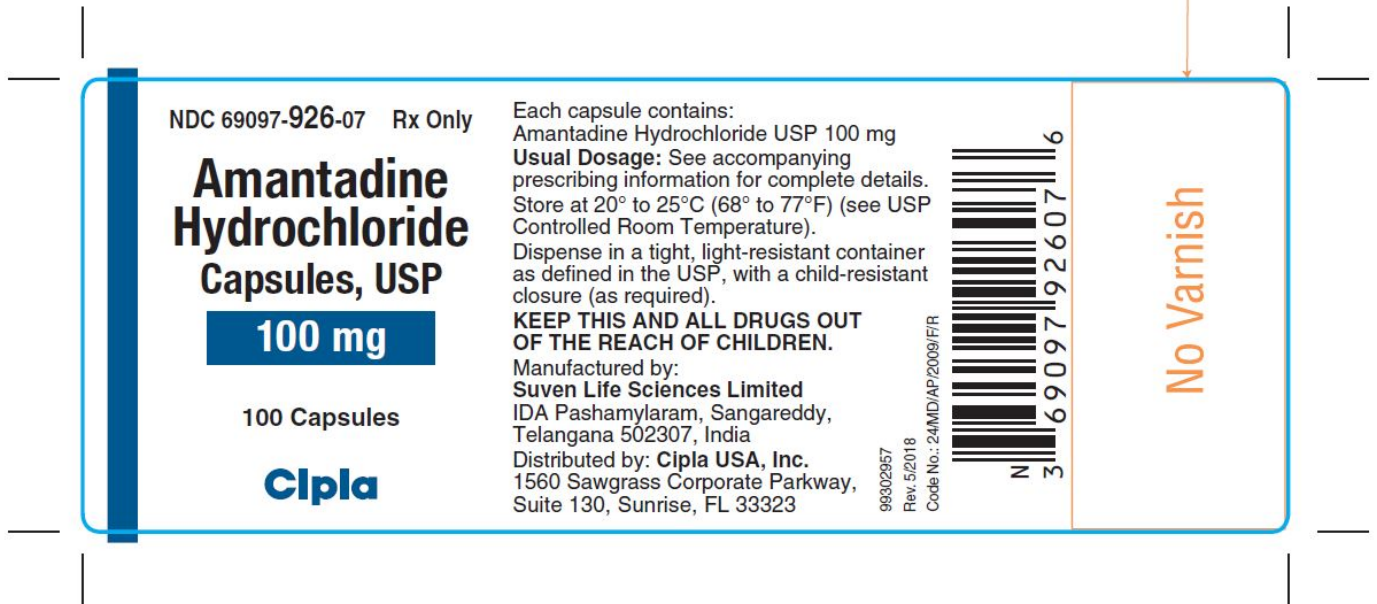 NDC 69097-926-07 Rx Only
Amantadine
Hydrochloride
Capsules, USP
100 mg
100 Capsules
Cipla
Each capsule contains:
Amantadine Hydrochloride USP 100 mg
Usual Dosage: See accompanying
prescribing information for complete details.
Store at 20° to 25°C (68° to 77°F) (see USP
Controlled Room Temperature).
Dispense in a tight, light-resistant container
as defined in the USP, with a child-resistant
closure (as required).
KEEP THIS AND ALL DRUGS OUT
OF THE REACH OF CHILDREN.
Manufactured by:
Suven Life Sciences Limited
IDA Pashamylaram, Sangareddy,
Telangana 502307, India
Distributed by: Cipla USA, Inc.
1560 Sawgrass Corporate Parkway,
Suite 130, Sunrise, FL 33323
99302957
Rev. 5/2018
Code No.: 24/MD/AP/2009/F/R
N
3 69097 92607 6
No Varnish